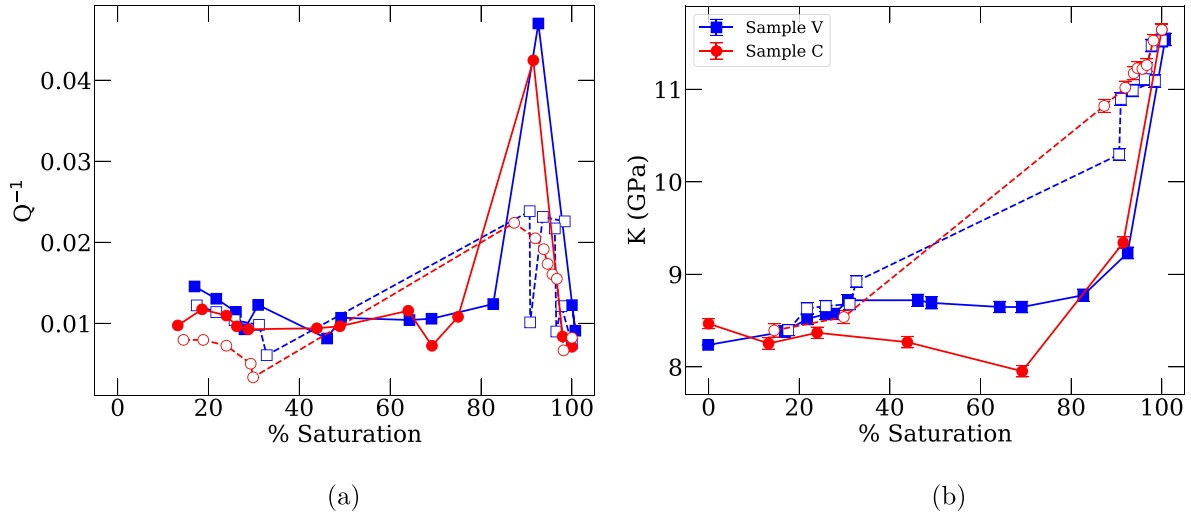 0.04
0.03
0.02
0.01
Q⁻¹
0 20 40 60 80 100
% Saturation
(a)
Sample V
Sample C
11
10
9
8
K (GPa)
0 20 40 60 80 100
% Saturation
(b)